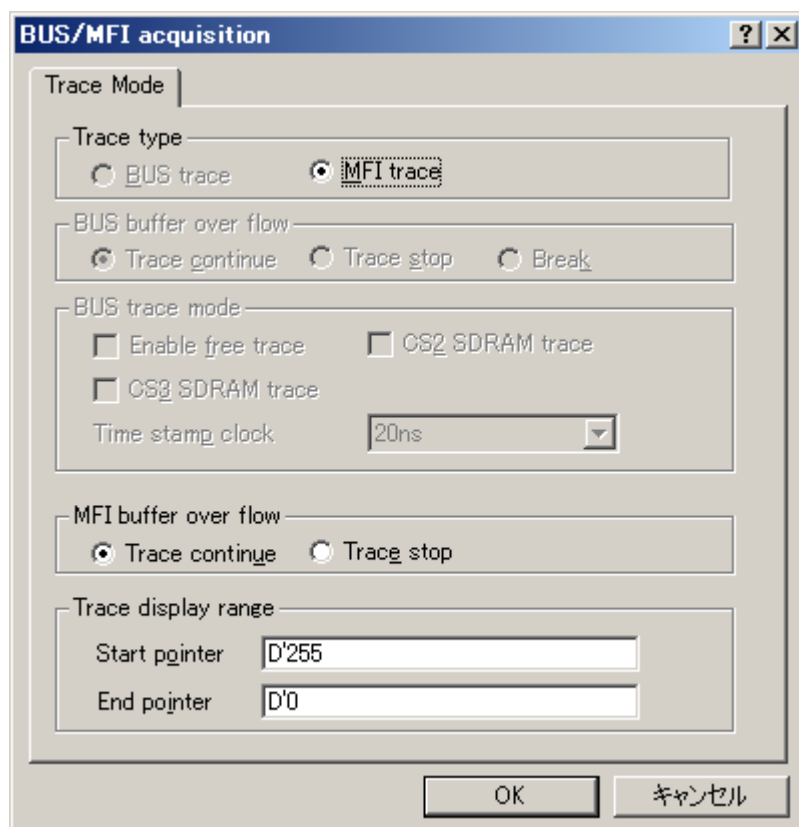 BUS/MFI acquisition
Trace Mode
Trace type
BUS trace MFI trace
BUS buffer over flow
Trace continue Trace stop Break
BUS trace mode
Enable free trace CS2 SDRAM trace
CS3 SDRAM trace
Time stamp clock 20ns
MFI buffer over flow
Trace continue Trace stop
Trace display range
Start pointer D'255
End pointer D'0
OK キャンセル